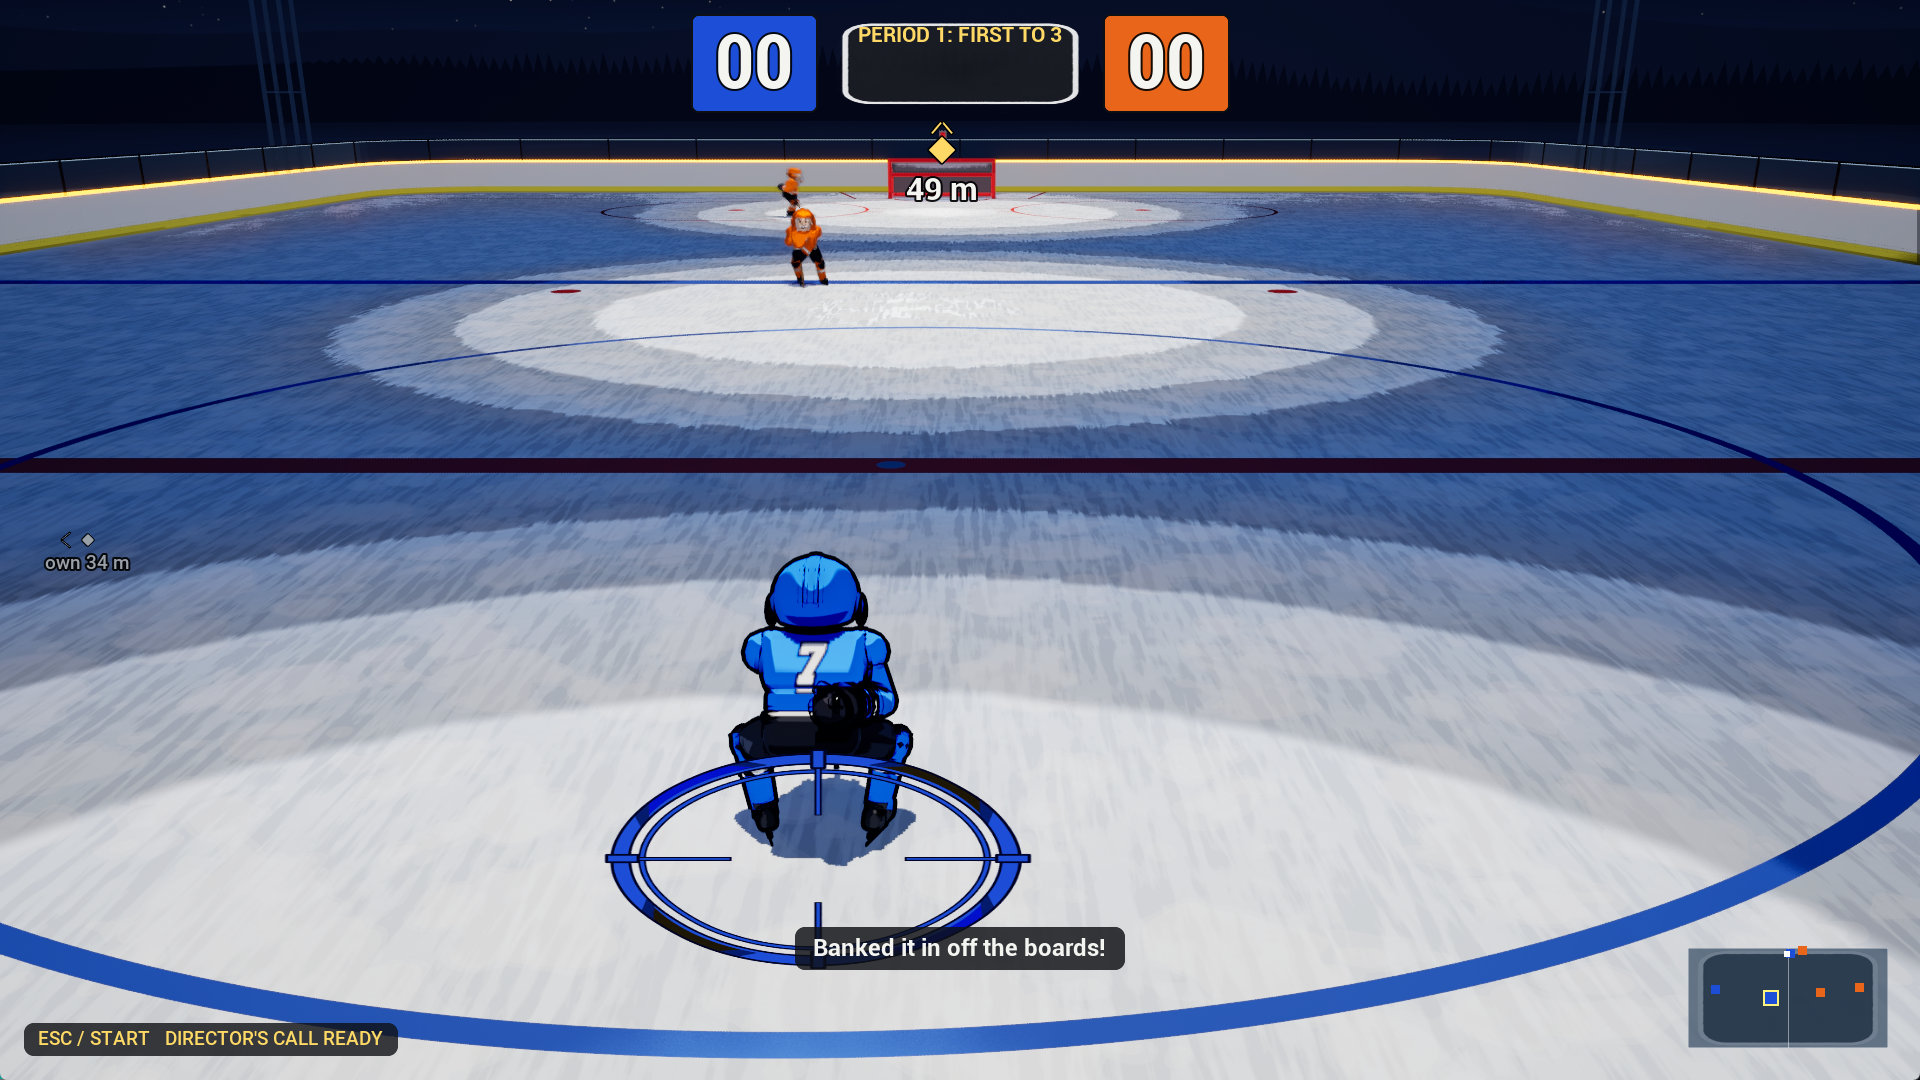 00
PERIOD 1: FIRST TO 3
00
49 m
own 34 m
7
Banked it in off the boards!
ESC / START DIRECTOR'S CALL READY